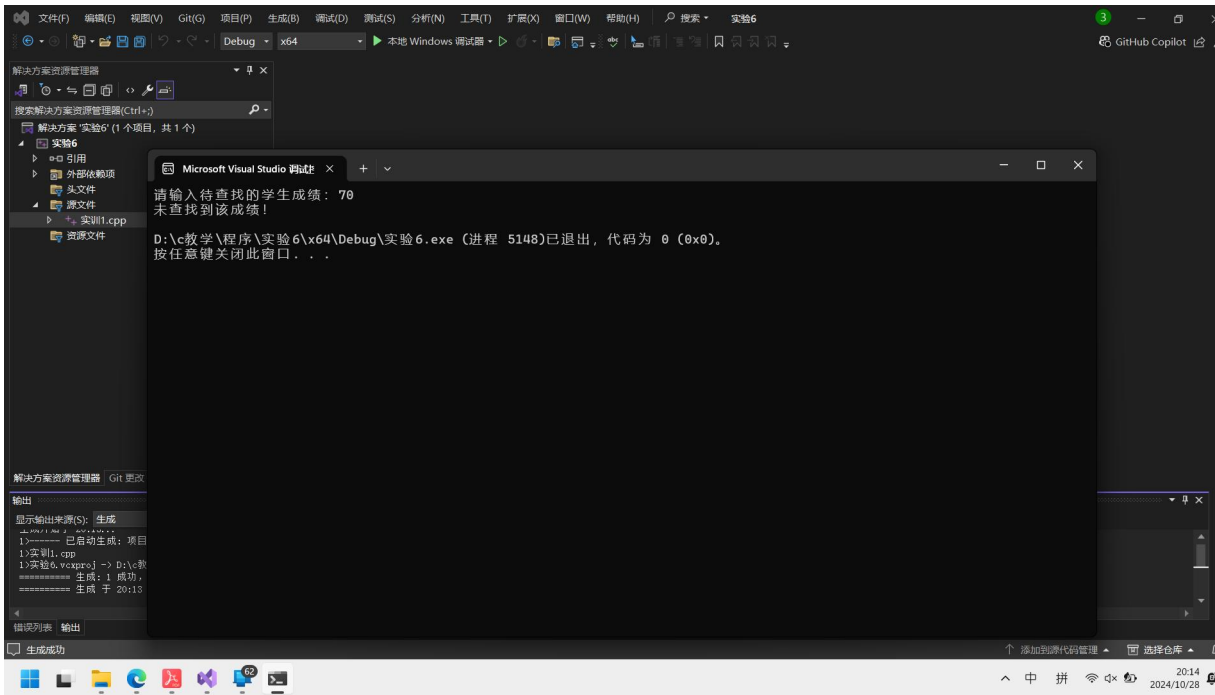 文件(F) 编辑(E) 视图(V) Git(G) 项目(P) 生成(B) 调试(D) 测试(S) 分析(N) 工具(T) 扩展(X) 窗口(W) 帮助(H) 搜索 实验6 3
Debug x64 本地 Windows 调试器 GitHub Copilot
解决方案资源管理器
搜索解决方案资源管理器(Ctrl+;)
解决方案 '实验6' (1 个项目, 共 1 个)
实验6
引用
外部依赖项
头文件
源文件
实训1.cpp
资源文件
Microsoft Visual Studio 调试
请输入待查找的学生成绩: 70
未查找到该成绩!
D:\c教学\程序\实验6\x64\Debug\实验6.exe (进程 5148)已退出, 代码为 0 (0x0)。
按任意键关闭此窗口. . .
解决方案资源管理器 Git 更改
输出
显示输出来源(S): 生成
1>------ 已启动生成: 项目
1>实训1.cpp
1>实验6.vcxproj -> D:\c教
========== 生成: 1 成功,
========== 生成 于 20:13
错误列表 输出
生成成功 添加到源代码管理 选择仓库
62
中 拼 20:14
2024/10/28